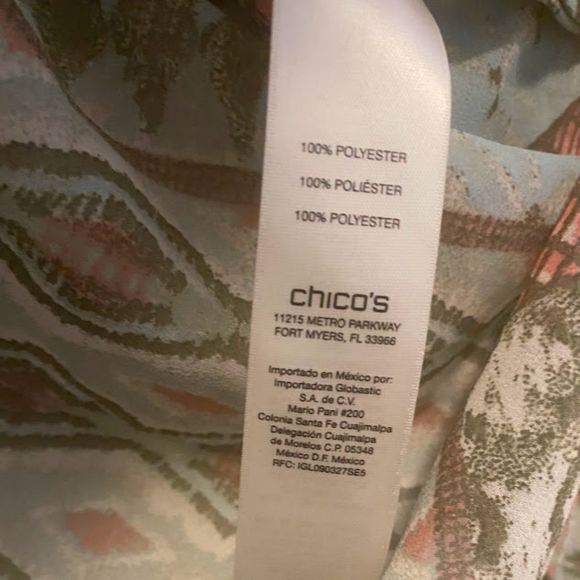 100% POLYESTER
100% POLIÉSTER
100% POLYESTER
chico's
11215 METRO PARKWAY
FORT MYERS, FL 33966
Importado en México por:
Importadora Globastic
S.A. de C.V.
Mario Pani #200
Colonia Santa Fe Cuajimalpa
Delegación Cuajimalpa
de Morelos C.P. 05348
México D.F. México
RFC: IGL090327SE5